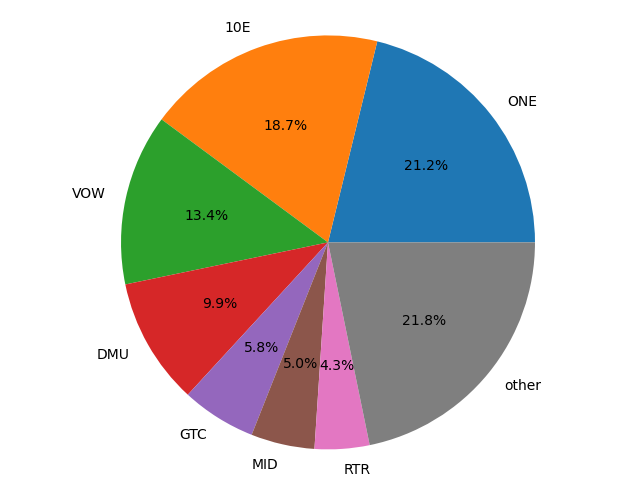 10E
ONE
18.7%
21.2%
VOW
13.4%
9.9%
21.8%
DMU
5.8%
5.0%
4.3%
other
GTC
MID
RTR